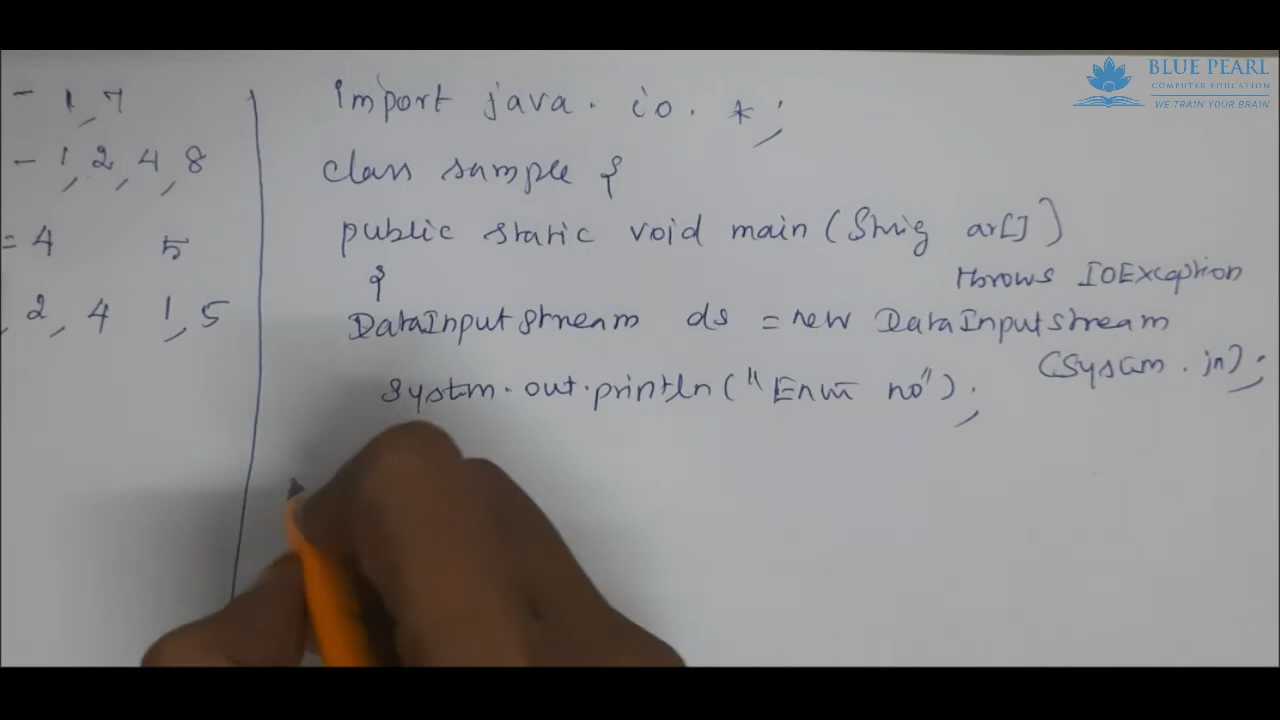 - 1, 7
- 1, 2, 4, 8
= 4 5
, 2, 4 1, 5
import java. io. *;
class sample {
public static void main (String ar[])
throws IOException
{
DataInputStream ds = new DataInputStream
(System.in);
System.out.println("Enter no");
BLUE PEARL
COMPUTER EDUCATION
WE TRAIN YOUR BRAIN